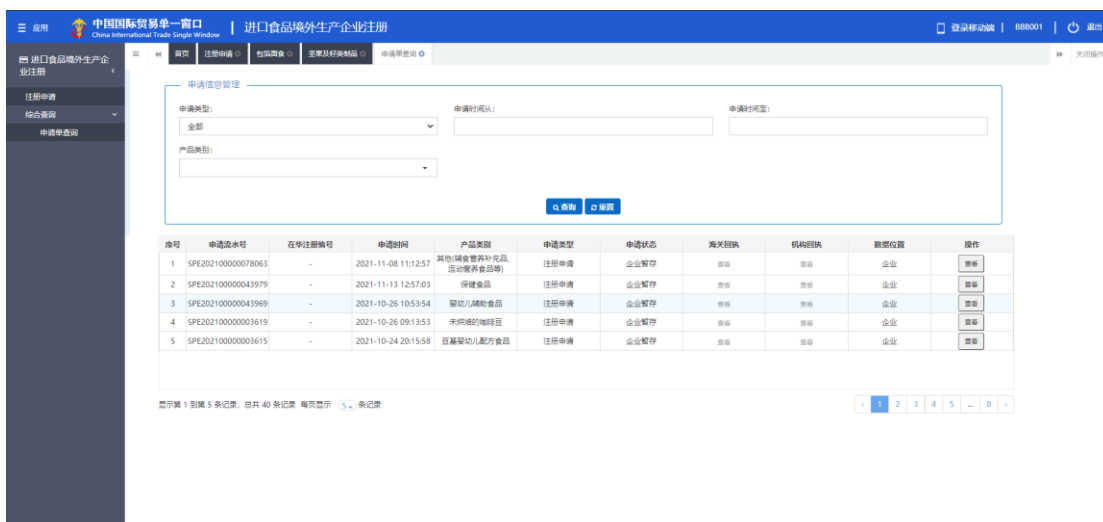 应用
中国国际贸易单一窗口
China International Trade Single Window
进口食品境外生产企业注册
登录移动端
BBB001
退出
进口食品境外生产企业注册
首页
注册申请
包馅面食
坚果及籽类制品
申请单查询
关闭操作
注册申请
综合查询
申请单查询
申请信息管理
申请类型:
申请时间从:
申请时间至:
全部
产品类别:
查询
重置
序号 申请流水号 在华注册编号 申请时间 产品类别 申请类型 申请状态 海关回执 机构回执 数据位置 操作
1 SPE202100000078063 - 2021-11-08 11:12:57 其他(辅食营养补充品、运动营养食品等) 注册申请 企业暂存 查看 查看 企业 查看
2 SPE202100000043979 - 2021-11-13 12:57:03 保健食品 注册申请 企业暂存 查看 查看 企业 查看
3 SPE202100000043969 - 2021-10-26 10:53:54 婴幼儿辅助食品 注册申请 企业暂存 查看 查看 企业 查看
4 SPE202100000003619 - 2021-10-26 09:13:53 未烘焙的咖啡豆 注册申请 企业暂存 查看 查看 企业 查看
5 SPE202100000003615 - 2021-10-24 20:15:58 豆基婴幼儿配方食品 注册申请 企业暂存 查看 查看 企业 查看
显示第 1 到第 5 条记录, 总共 40 条记录 每页显示 5 条记录
‹ 1 2 3 4 5 ... 8 ›